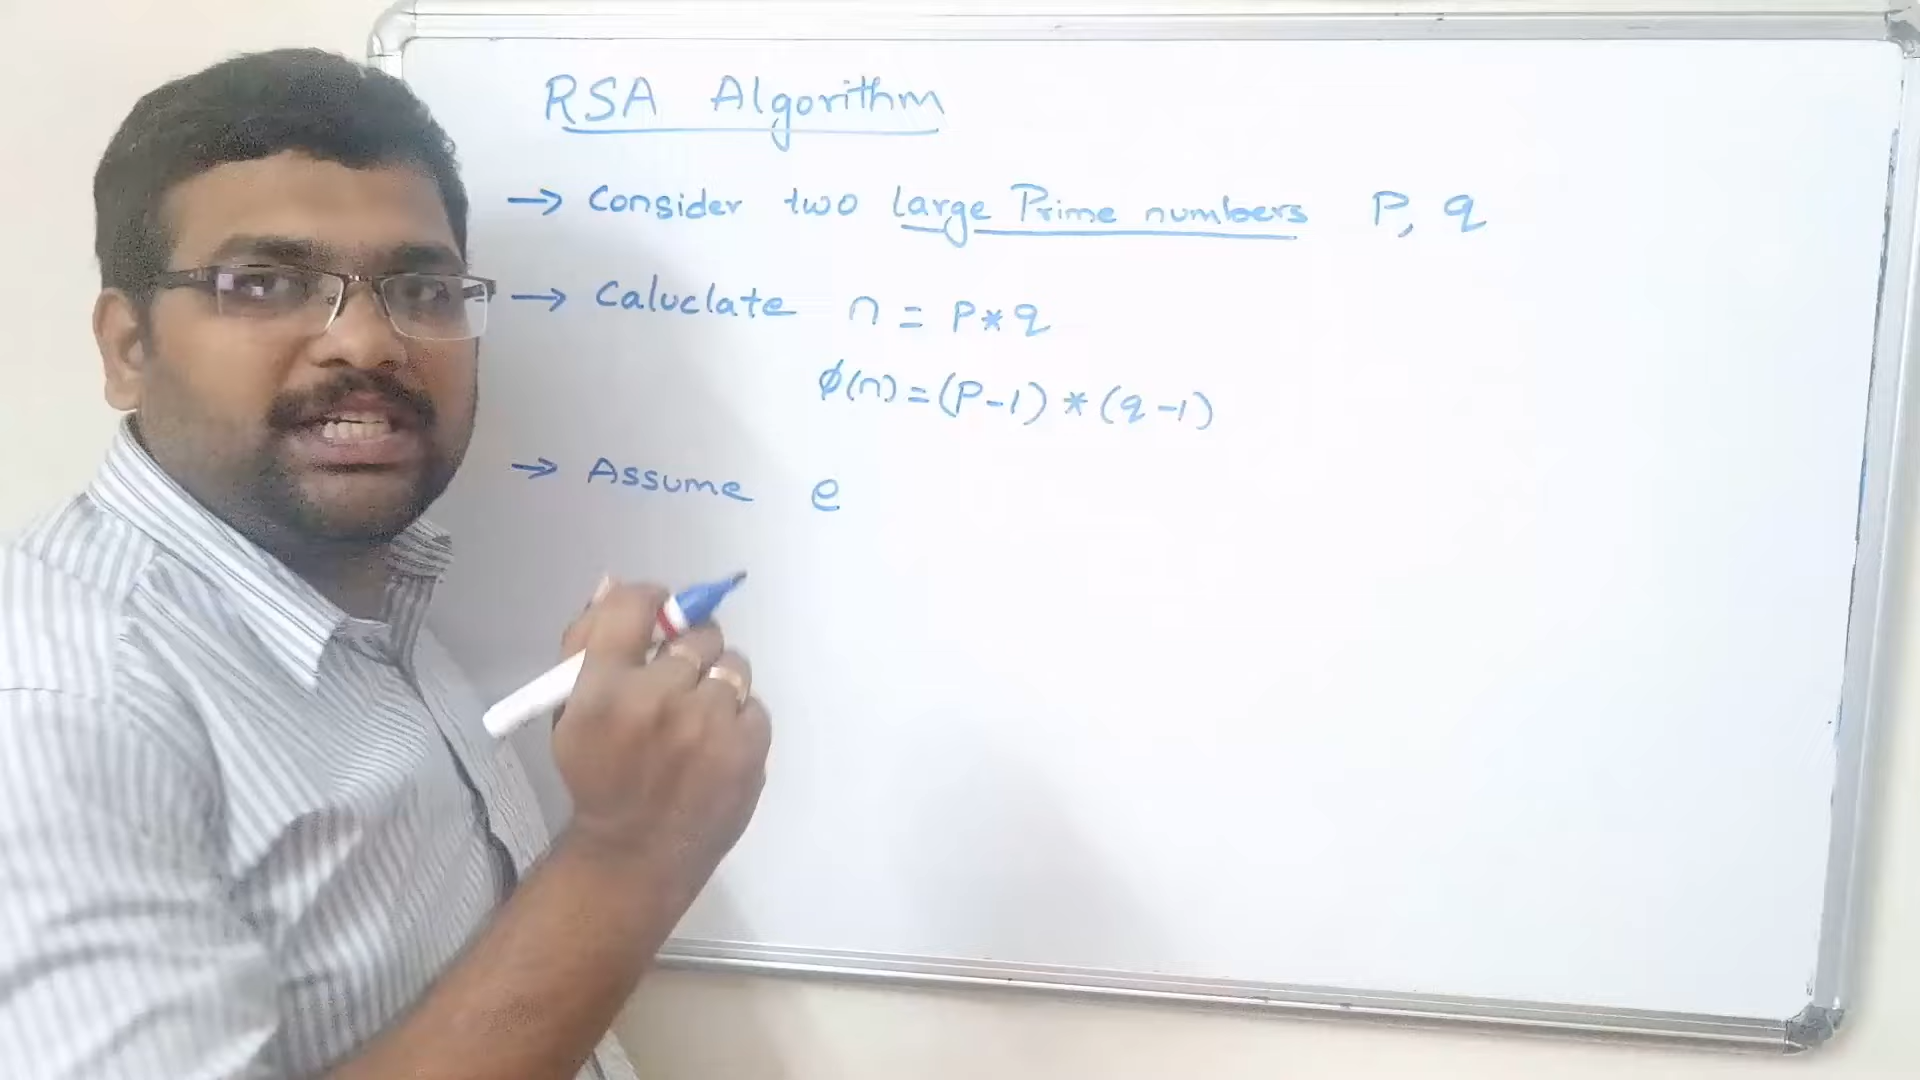 RSA Algorithm
→ Consider two large Prime numbers P, q
→ Caluclate n = P*q
ϕ(n) = (P-1) * (q-1)
→ Assume e